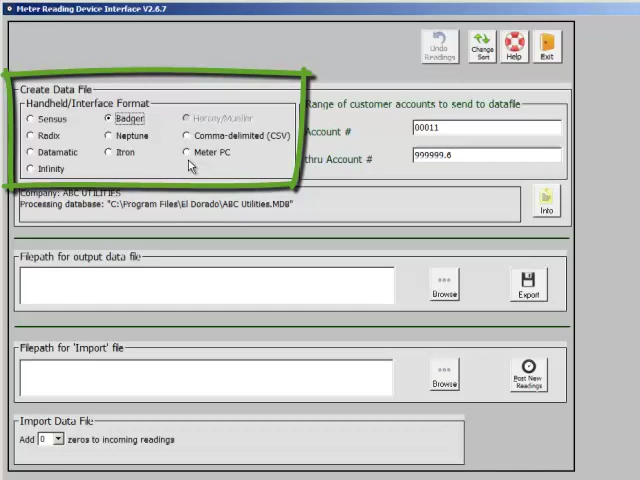 Meter Reading Device Interface V2.6.7
Undo Readings
Change Sort
Help
Exit
Create Data File
Handheld/Interface Format
Sensus
Badger
Hersey/Mueller
Radix
Neptune
Comma-delimited (CSV)
Datamatic
Itron
Meter PC
Infinity
Range of customer accounts to send to datafile
Account #
00011
thru Account #
999999.6
Company: ABC UTILITIES
Processing database: "C:\Program Files\El Dorado\ABC Utilities.MDB"
Info
Filepath for output data file
Browse
Export
Filepath for 'Import' file
Browse
Post New Readings
Import Data File
Add 0 zeros to incoming readings